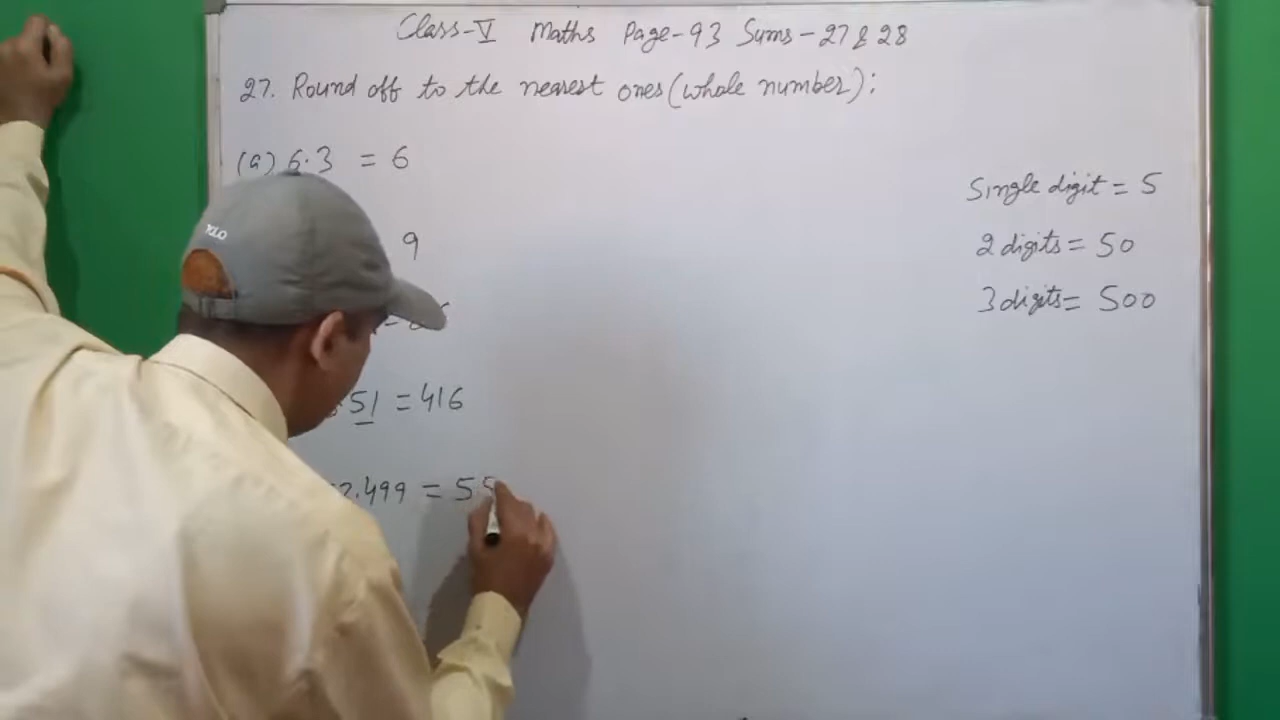 Class-V Maths Page-93 Sums-27 & 28
27. Round off to the nearest ones (whole number):
(a) 6.3 = 6
9
51 = 416
2.499 = 55
Single digit = 5
2 digits = 50
3 digits = 500